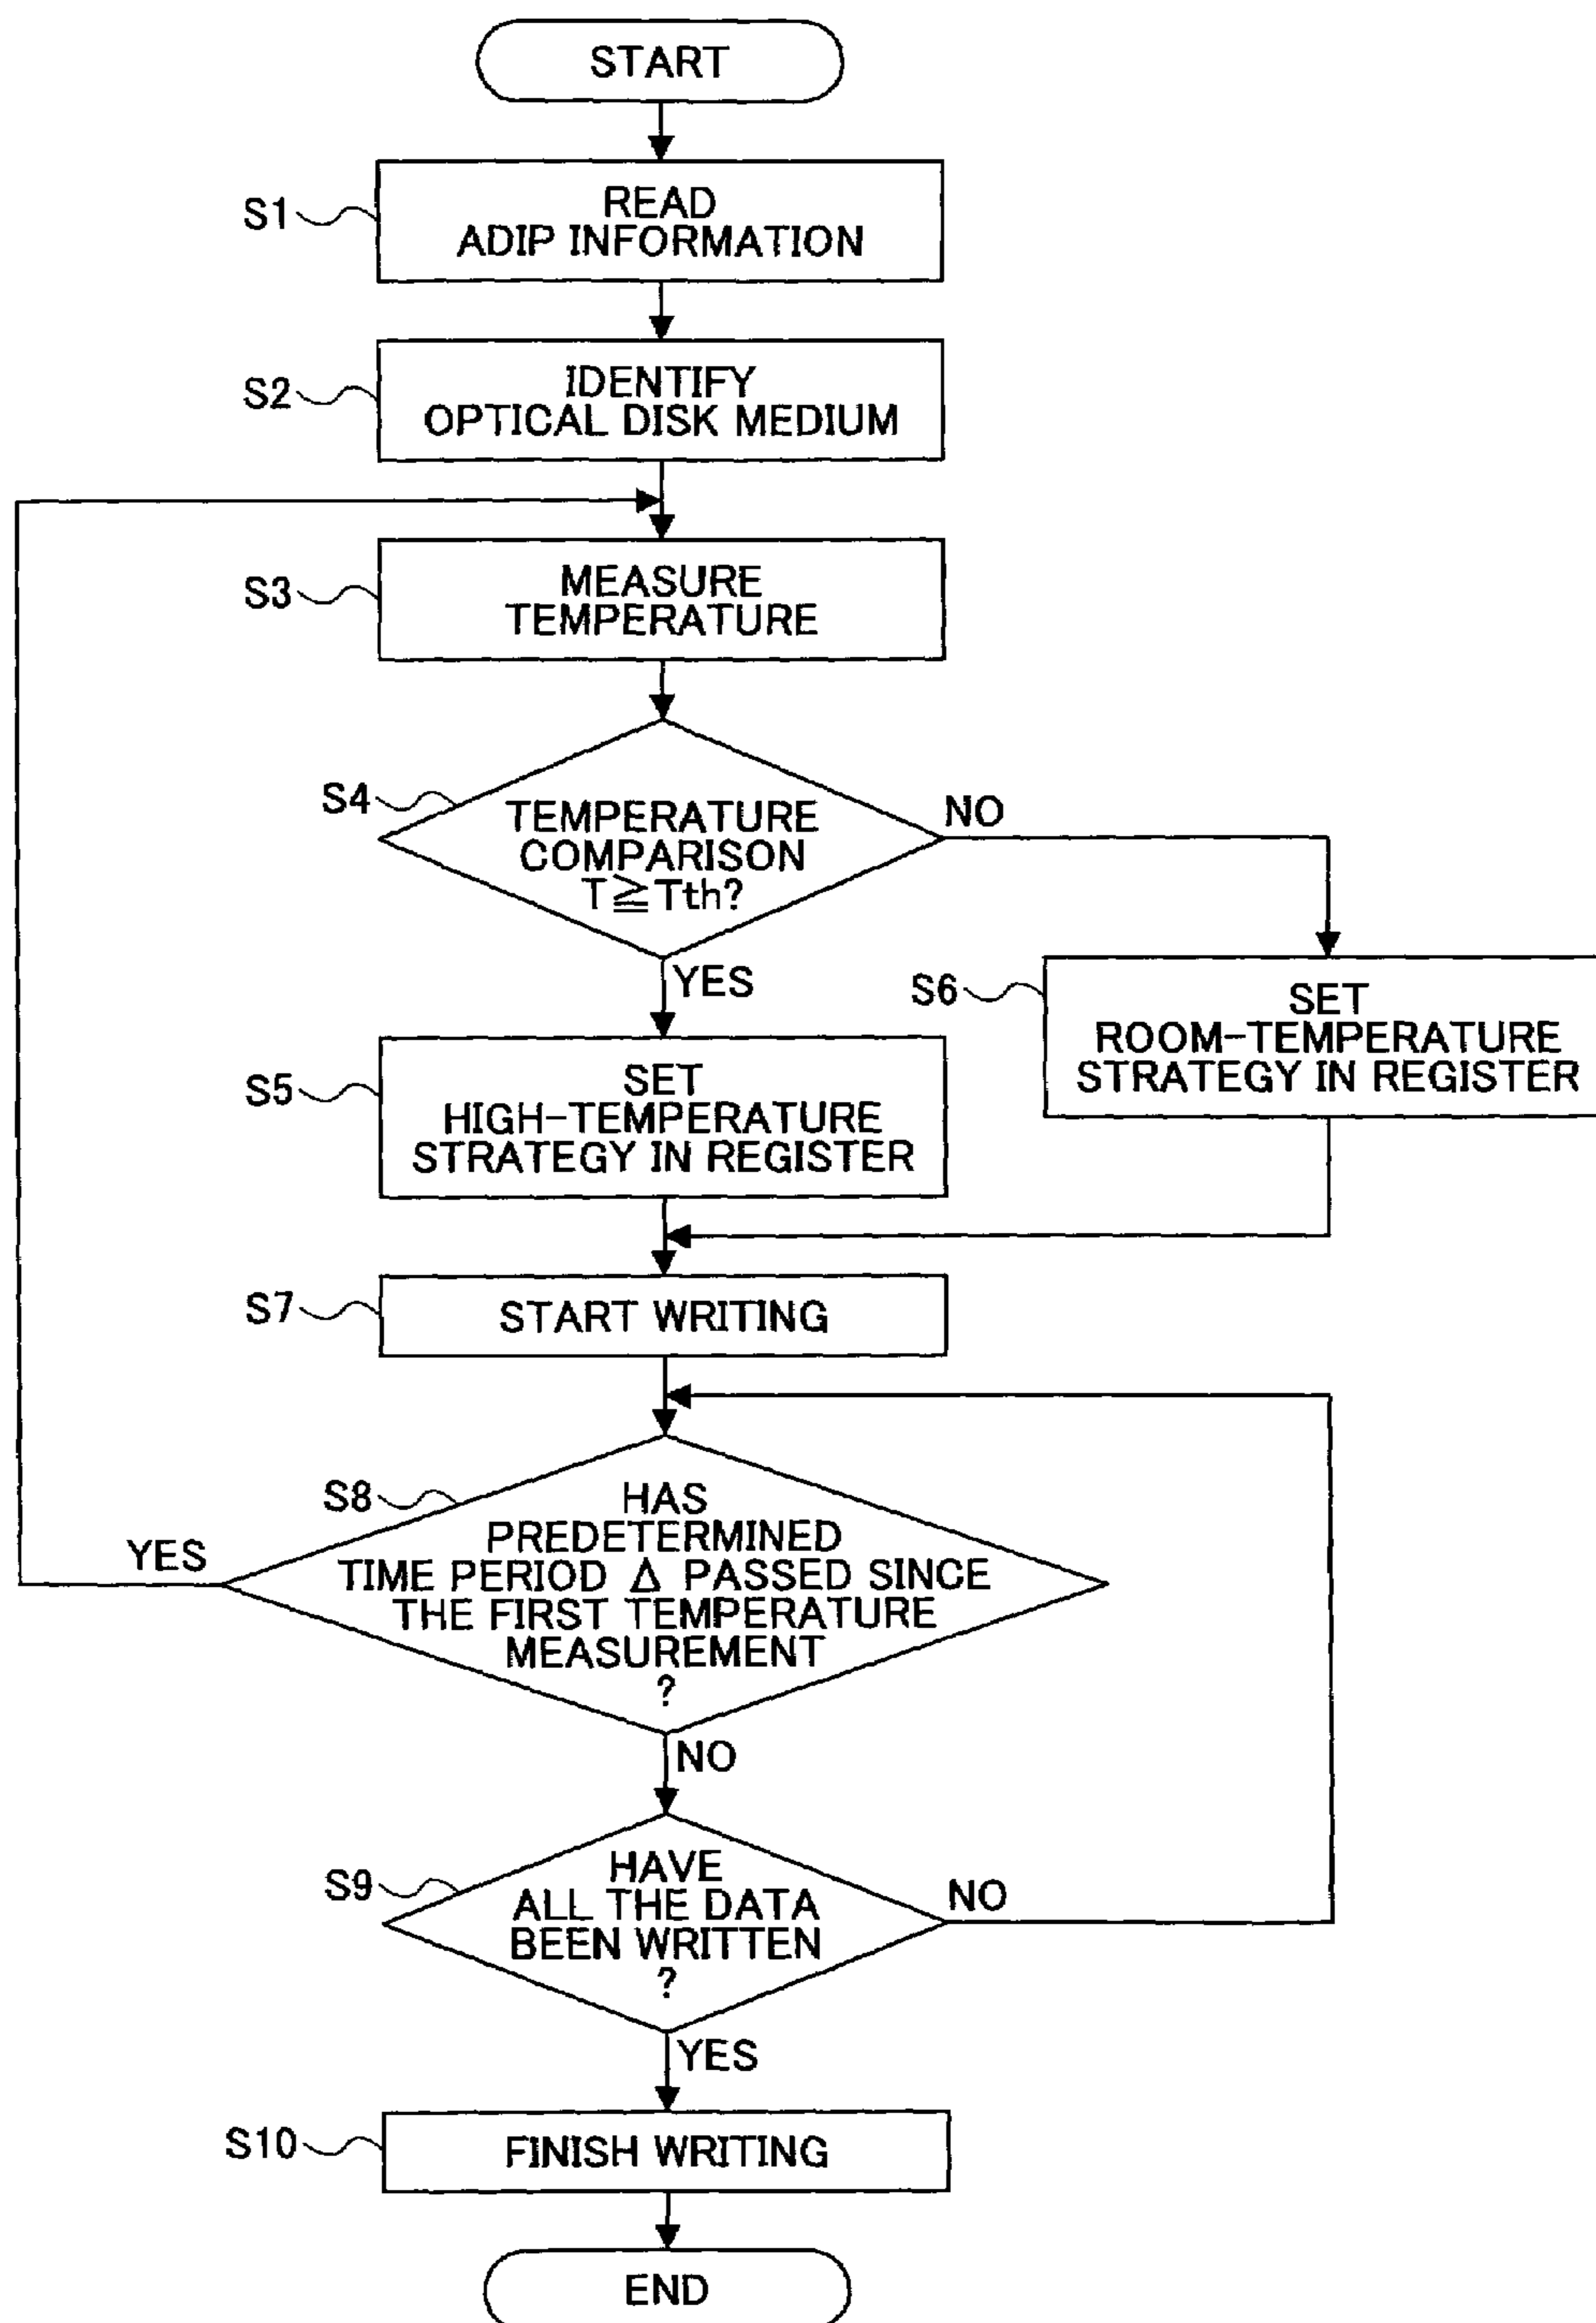 START
S1
READ
ADIP INFORMATION
S2
IDENTIFY
OPTICAL DISK MEDIUM
S3
MEASURE
TEMPERATURE
S4
TEMPERATURE
COMPARISON
T≧Tth?
NO
YES
S5
SET
HIGH-TEMPERATURE
STRATEGY IN REGISTER
S6
SET
ROOM-TEMPERATURE
STRATEGY IN REGISTER
S7
START WRITING
S8
HAS
PREDETERMINED
TIME PERIOD Δ PASSED SINCE
THE FIRST TEMPERATURE
MEASUREMENT
?
YES
NO
S9
HAVE
ALL THE DATA
BEEN WRITTEN
?
NO
YES
S10
FINISH WRITING
END